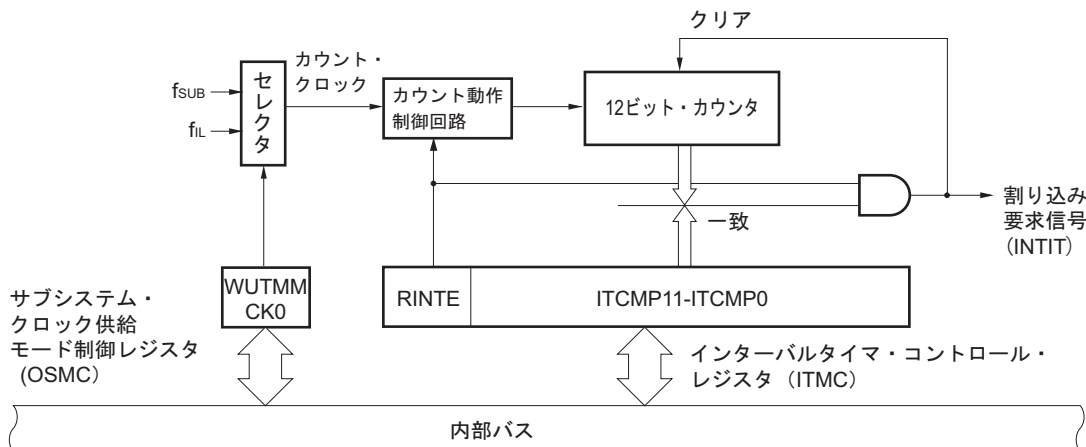 クリア
カウント・
クロック
fSUB
fIL
セレクタ
カウント動作
制御回路
12ビット・カウンタ
一致
割り込み
要求信号
(INTIT)
WUTMM
CK0
RINTE
ITCMP11-ITCMP0
サブシステム・
クロック供給
モード制御レジスタ
(OSMC)
インターバルタイマ・コントロール・
レジスタ（ITMC）
内部バス